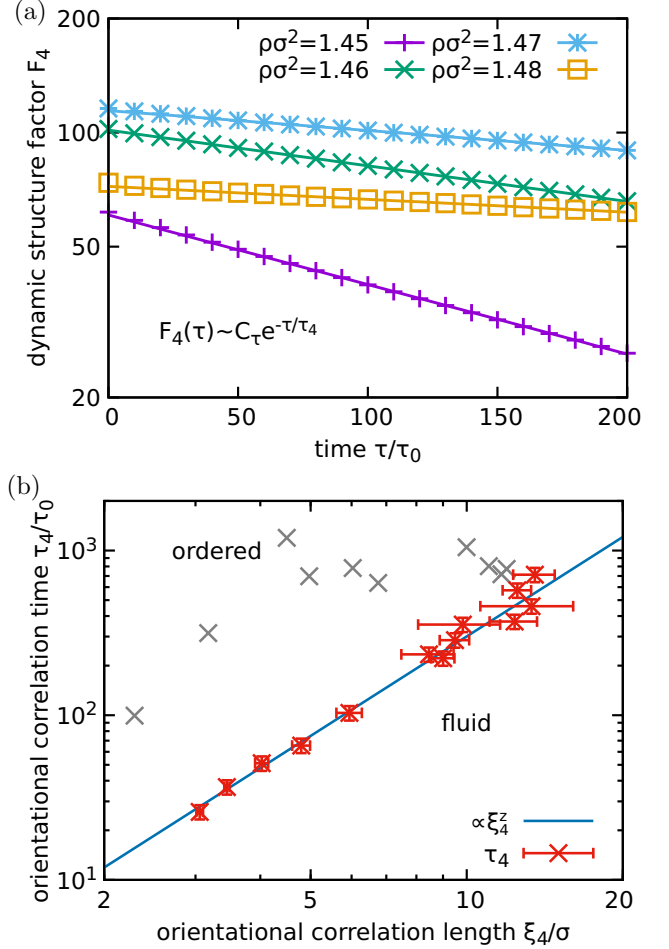 (a)
200
100
50
20
dynamic structure factor F₄
ρσ²=1.45 ρσ²=1.47
ρσ²=1.46 ρσ²=1.48
F₄(τ)~C_τ e^{-τ/τ₄}
0 50 100 150 200
time τ/τ₀
(b)
10³
10²
10¹
orientational correlation time τ₄/τ₀
ordered
fluid
∝ξ₄ᶻ
τ₄
2 5 10 20
orientational correlation length ξ₄/σ